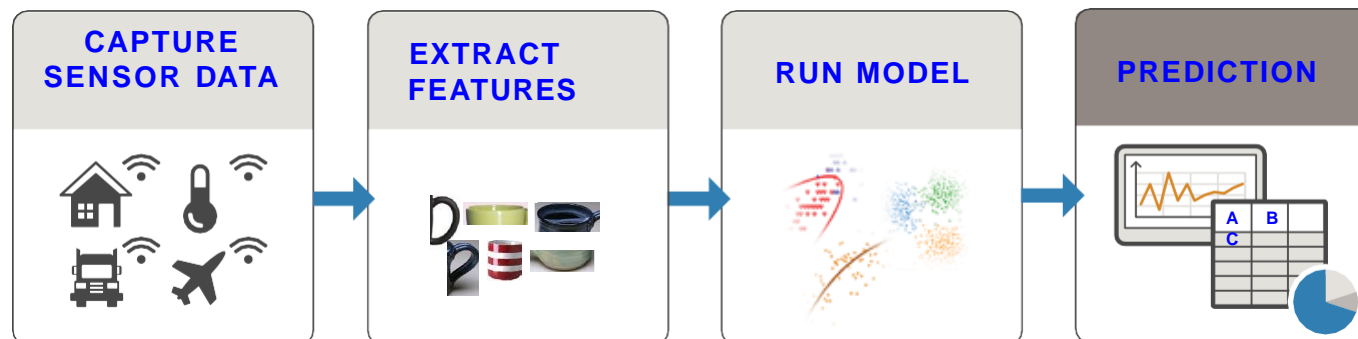 CAPTURE
SENSOR DATA
EXTRACT
FEATURES
RUN MODEL
PREDICTION
A B
C